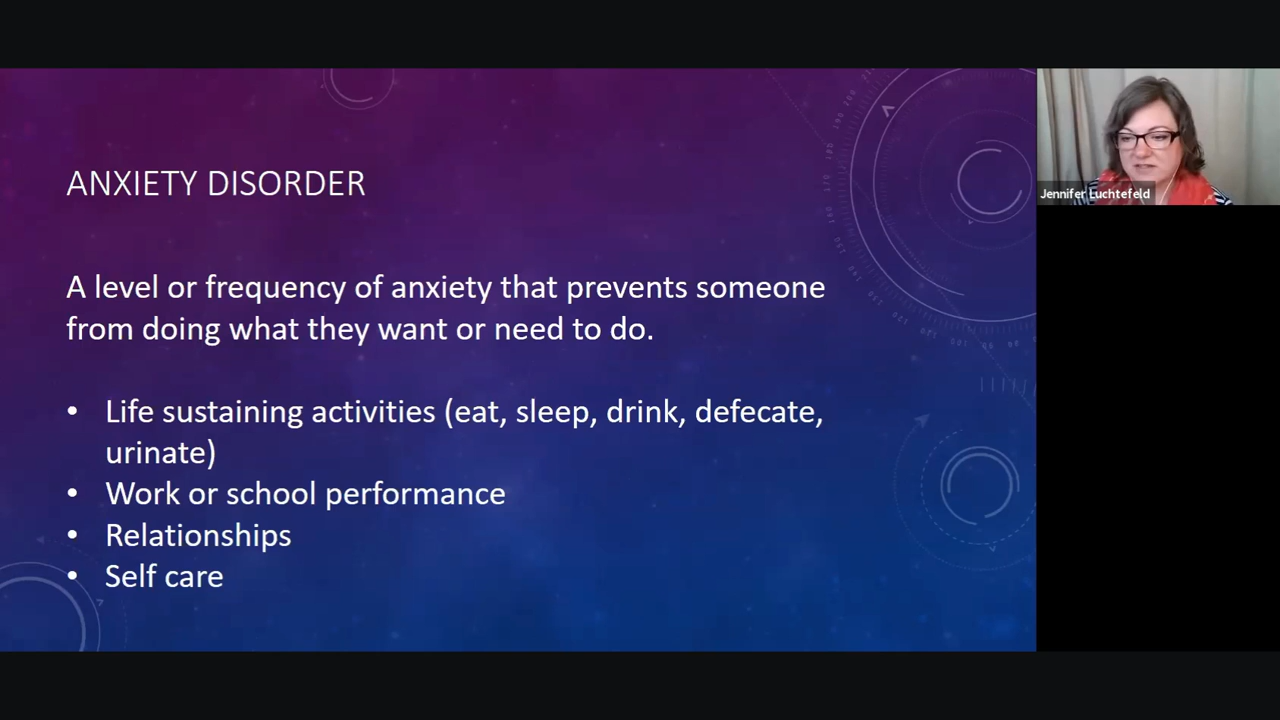 ANXIETY DISORDER
A level or frequency of anxiety that prevents someone
from doing what they want or need to do.
• Life sustaining activities (eat, sleep, drink, defecate,
urinate)
• Work or school performance
• Relationships
• Self care
Jennifer Luchtefeld